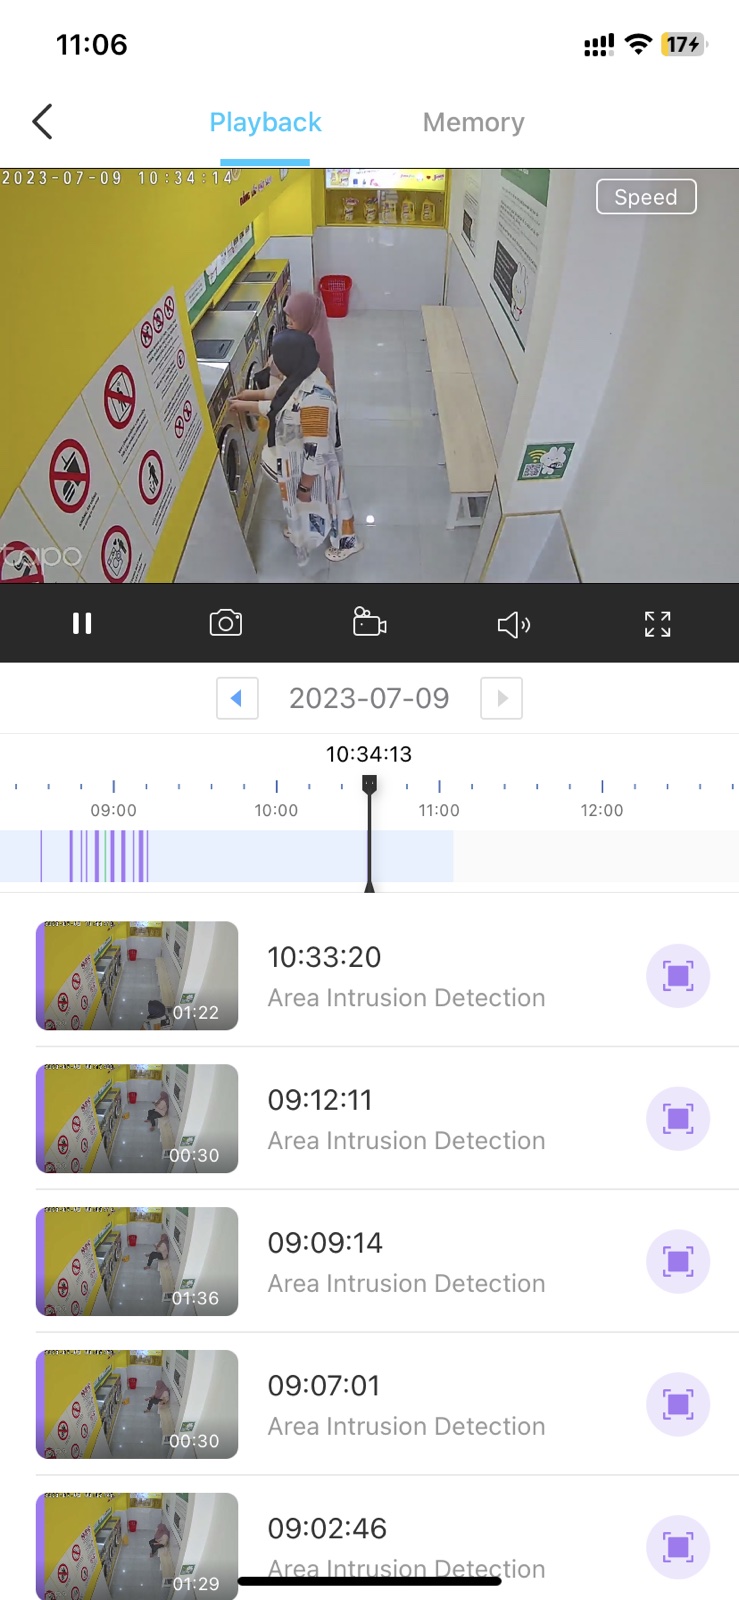 11:06
17
Playback Memory
2023-07-09 10:34:14
Speed
tapo
2023-07-09
10:34:13
09:00 10:00 11:00 12:00
10:33:20
Area Intrusion Detection
01:22
09:12:11
Area Intrusion Detection
00:30
09:09:14
Area Intrusion Detection
01:36
09:07:01
Area Intrusion Detection
00:30
09:02:46
Area Intrusion Detection
01:29